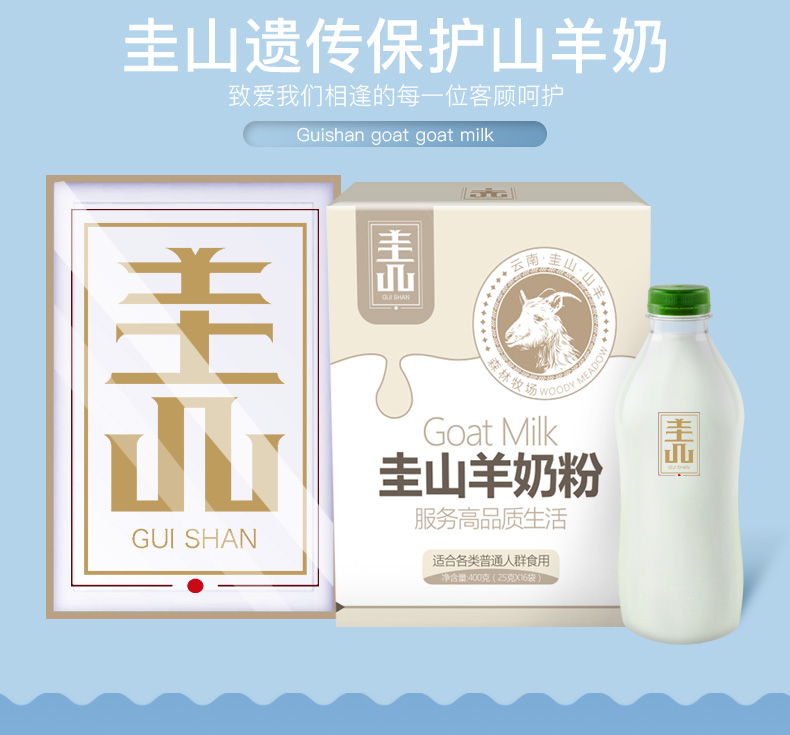 圭山遗传保护山羊奶
致爱我们相逢的每一位客顾呵护
Guishan goat goat milk
圭山
GUI SHAN
圭山
圭山
GUI SHAN
云南·圭山·山羊
森林牧场 WOODY MEADOW
Goat Milk
圭山羊奶粉
服务高品质生活
适合各类普通人群食用
净含量:400克(25克X16袋)
圭山
GUI SHAN